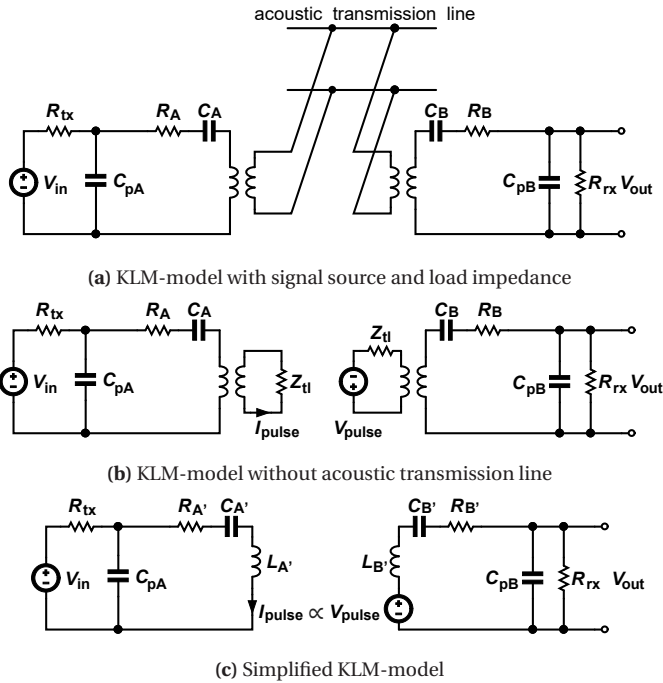 acoustic transmission line
R_tx R_A C_A C_B R_B
V_in C_pA C_pB R_rx V_out
(a) KLM-model with signal source and load impedance
R_tx R_A C_A Z_tl C_B R_B
V_in C_pA Z_tl C_pB R_rx V_out
I_pulse V_pulse
(b) KLM-model without acoustic transmission line
R_tx R_A' C_A' C_B' R_B'
V_in C_pA L_A' L_B' C_pB R_rx V_out
I_pulse ∝ V_pulse
(c) Simplified KLM-model